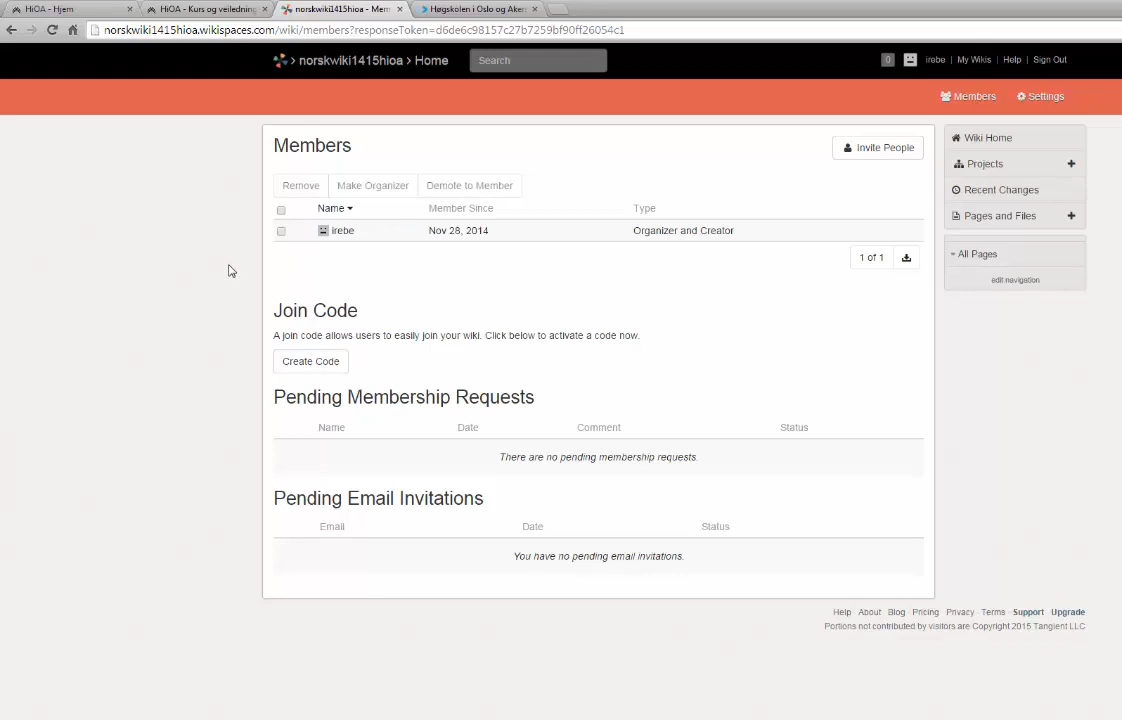 HiOA - Hjem
HiOA - Kurs og veiledning
norskwiki1415hioa - Mem
Høgskolen i Oslo og Aker
norskwiki1415hioa.wikispaces.com/wiki/members?responseToken=d6de6c98157c27b7259bf90ff26054c1
norskwiki1415hioa › Home
Search
0
irebe | My Wikis | Help | Sign Out
Members
Settings
Members
Invite People
Remove
Make Organizer
Demote to Member
Name
Member Since
Type
irebe
Nov 28, 2014
Organizer and Creator
1 of 1
Join Code
A join code allows users to easily join your wiki. Click below to activate a code now.
Create Code
Pending Membership Requests
Name
Date
Comment
Status
There are no pending membership requests.
Pending Email Invitations
Email
Date
Status
You have no pending email invitations.
Wiki Home
Projects
Recent Changes
Pages and Files
All Pages
edit navigation
Help · About · Blog · Pricing · Privacy · Terms · Support · Upgrade
Portions not contributed by visitors are Copyright 2015 Tangient LLC